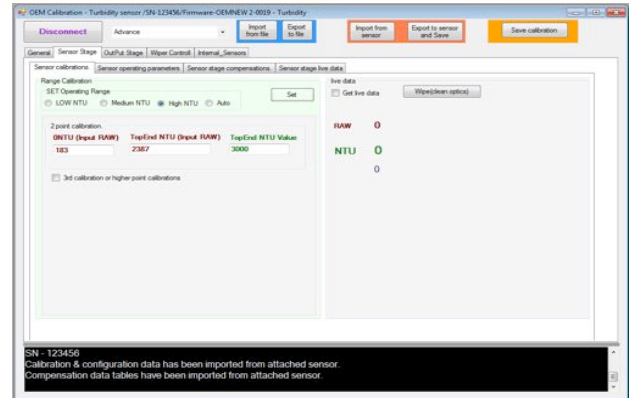 OEM Calibration - Turbidity sensor /SN-123456/Firmware-OEMNEW 2-0019 - Turbidity
Disconnect
Advance
Import from file
Export to file
Import from sensor
Export to sensor and Save
Save calibration
General Sensor Stage OutPut Stage Wiper Controll Internal_Sensors
Sensor calibrations Sensor operating parameters Sensor stage compensations Sensor stage live data
Range Calibration
SET Operating Range
LOW NTU Medium NTU High NTU Auto
Set
2 point calibration
0NTU (Input RAW) TopEnd NTU (Input RAW) TopEnd NTU Value
183 2387 3000
3rd calibration or higher point calibrations
live data
Get live data
Wipe(clean optics)
RAW 0
NTU 0
0
SN - 123456
Calibration & configuration data has been imported from attached sensor.
Compensation data tables have been imported from attached sensor.